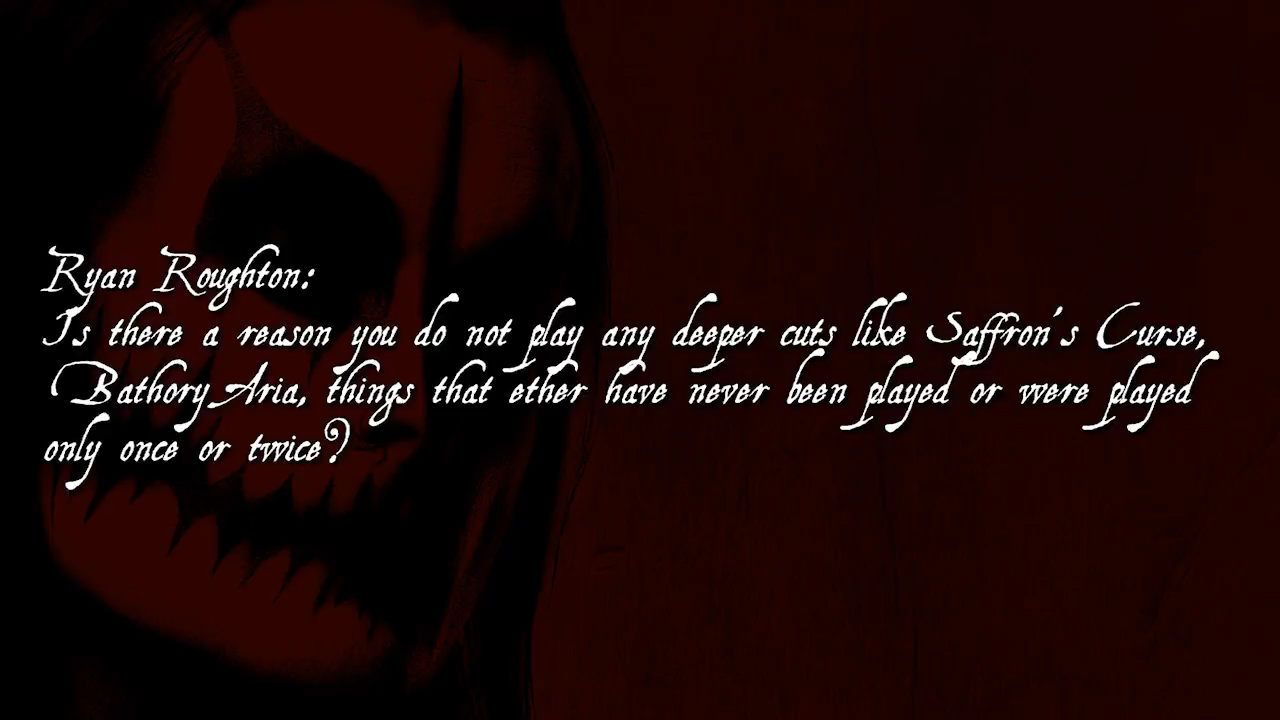 Ryan Roughton:
Is there a reason you do not play any deeper cuts like Saffron's Curse,
Bathory Aria, things that ether have never been played or were played
only once or twice?